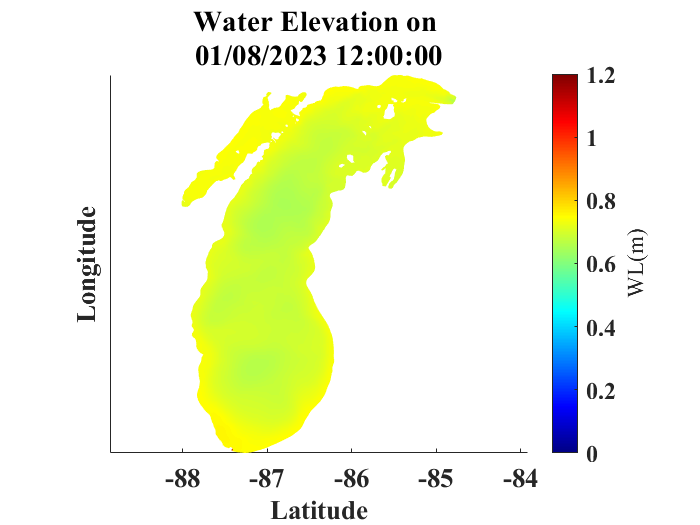 Water Elevation on
01/08/2023 12:00:00
Longitude
-88 -87 -86 -85 -84
Latitude
1.2
1
0.8
0.6
0.4
0.2
0
WL(m)